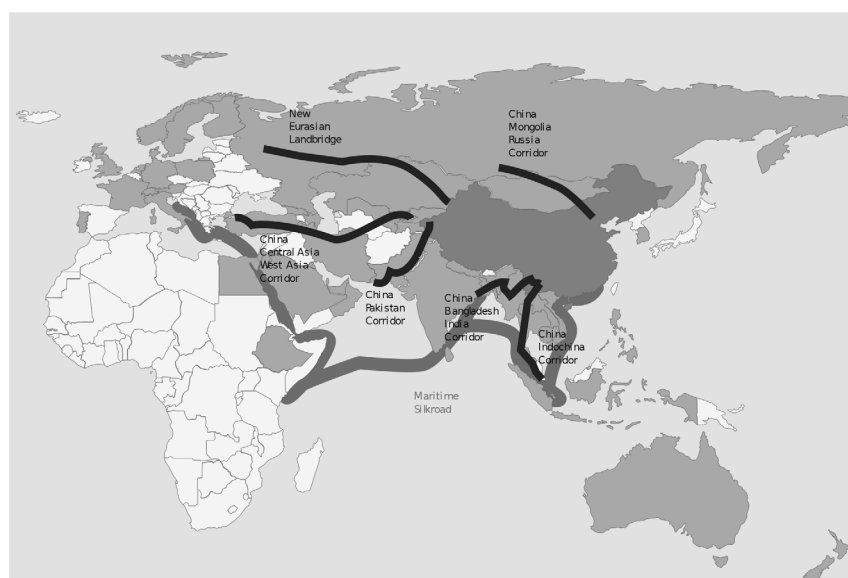 New
Eurasian
Landbridge
China
Mongolia
Russia
Corridor
China
Central Asia
West Asia
Corridor
China
Pakistan
Corridor
China
Bangladesh
India
Corridor
China
Indochina
Corridor
Maritime
Silkroad